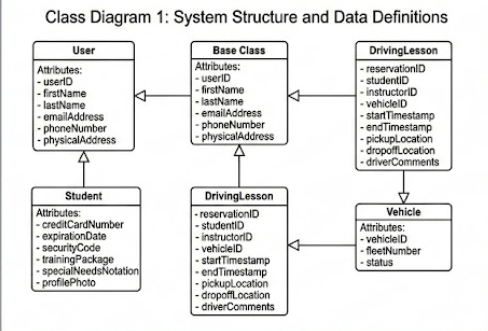 Class Diagram 1: System Structure and Data Definitions
User
Attributes:
- userID
- firstName
- lastName
- emailAddress
- phoneNumber
- physicalAddress
Base Class
Attributes:
- userID
- firstName
- lastName
- emailAddress
- phoneNumber
- physicalAddress
DrivingLesson
- reservationID
- studentID
- instructorID
- vehicleID
- startTimestamp
- endTimestamp
- pickupLocation
- dropoffLocation
- driverComments
Student
Attributes:
- creditCardNumber
- expirationDate
- securityCode
- trainingPackage
- specialNeedsNotation
- profilePhoto
DrivingLesson
- reservationID
- studentID
- instructorID
- vehicleID
- startTimestamp
- endTimestamp
- pickupLocation
- dropoffLocation
- driverComments
Vehicle
Attributes:
- vehicleID
- fleetNumber
- status